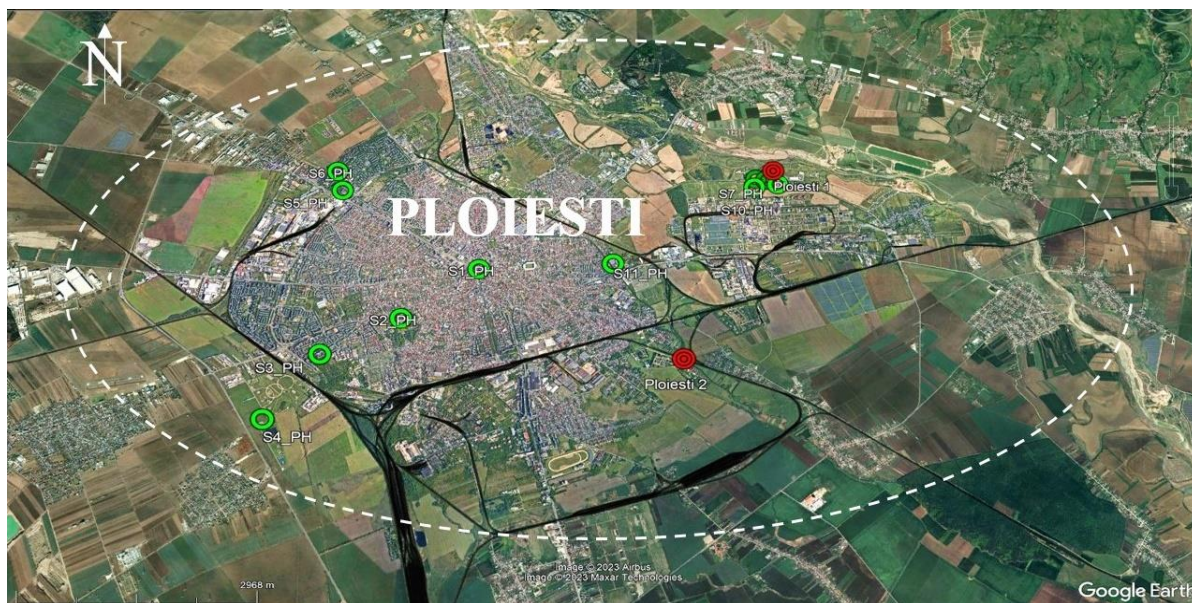 N
S6_PH
S5_PH
S7_PH
Ploiesti 1
S10_PH
PLOIESTI
S1_PH
S11_PH
S2_PH
S3_PH
Ploiesti 2
S4_PH
Image © 2023 Airbus
Image © 2023 Maxar Technologies
2968 m
Google Earth